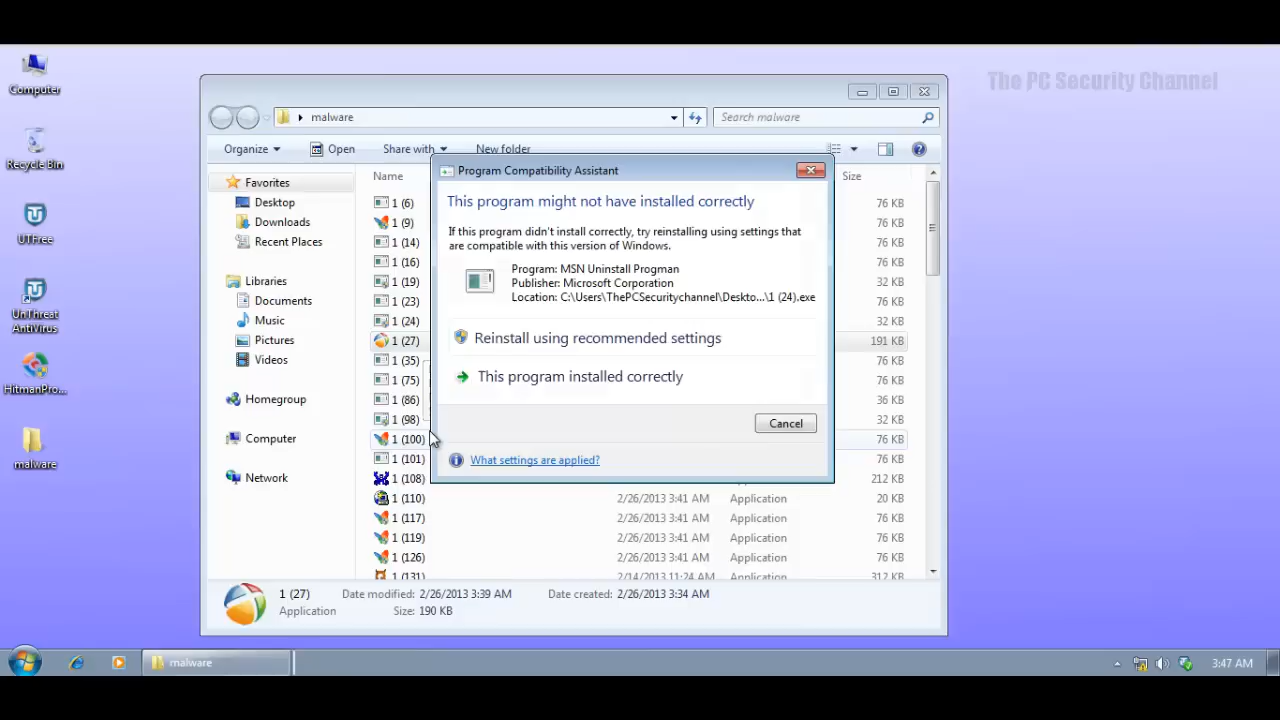 The PC Security Channel
Computer
Recycle Bin
UTFree
UnThreat
AntiVirus
HitmanPro...
malware
malware
Search malware
Organize
Open
Share with
New folder
Name
Size
Favorites
Desktop
Downloads
Recent Places
Libraries
Documents
Music
Pictures
Videos
Homegroup
Computer
Network
1 (6) 76 KB
1 (9) 76 KB
1 (14) 76 KB
1 (16) 76 KB
1 (19) 32 KB
1 (23) 76 KB
1 (24) 32 KB
1 (27) 191 KB
1 (35) 76 KB
1 (75) 76 KB
1 (86) 36 KB
1 (98) 32 KB
1 (100) 76 KB
1 (101) 76 KB
1 (108) 212 KB
1 (110) 2/26/2013 3:41 AM Application 20 KB
1 (117) 2/26/2013 3:41 AM Application 76 KB
1 (119) 2/26/2013 3:41 AM Application 76 KB
1 (126) 2/26/2013 3:41 AM Application 76 KB
1 (131) 2/14/2013 11:24 AM Application 312 KB
Program Compatibility Assistant
This program might not have installed correctly
If this program didn't install correctly, try reinstalling using settings that
are compatible with this version of Windows.
Program: MSN Uninstall Progman
Publisher: Microsoft Corporation
Location: C:\Users\ThePCSecuritychannel\Deskto...\1 (24).exe
Reinstall using recommended settings
This program installed correctly
Cancel
What settings are applied?
1 (27) Date modified: 2/26/2013 3:39 AM Date created: 2/26/2013 3:34 AM
Application Size: 190 KB
malware
3:47 AM